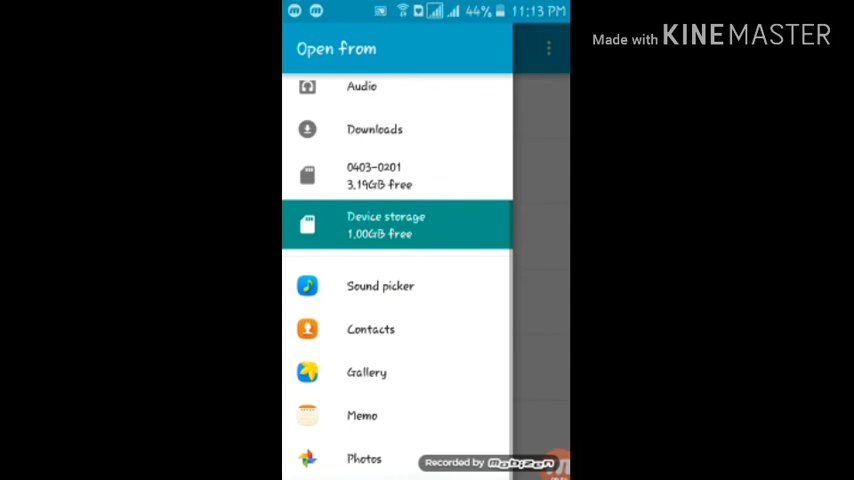 44% 11:13 PM
Made with KINEMASTER
Open from
Audio
Downloads
0403-0201
3.19GB free
Device storage
1.00GB free
Sound picker
Contacts
Gallery
Memo
Photos
Recorded by mobizen